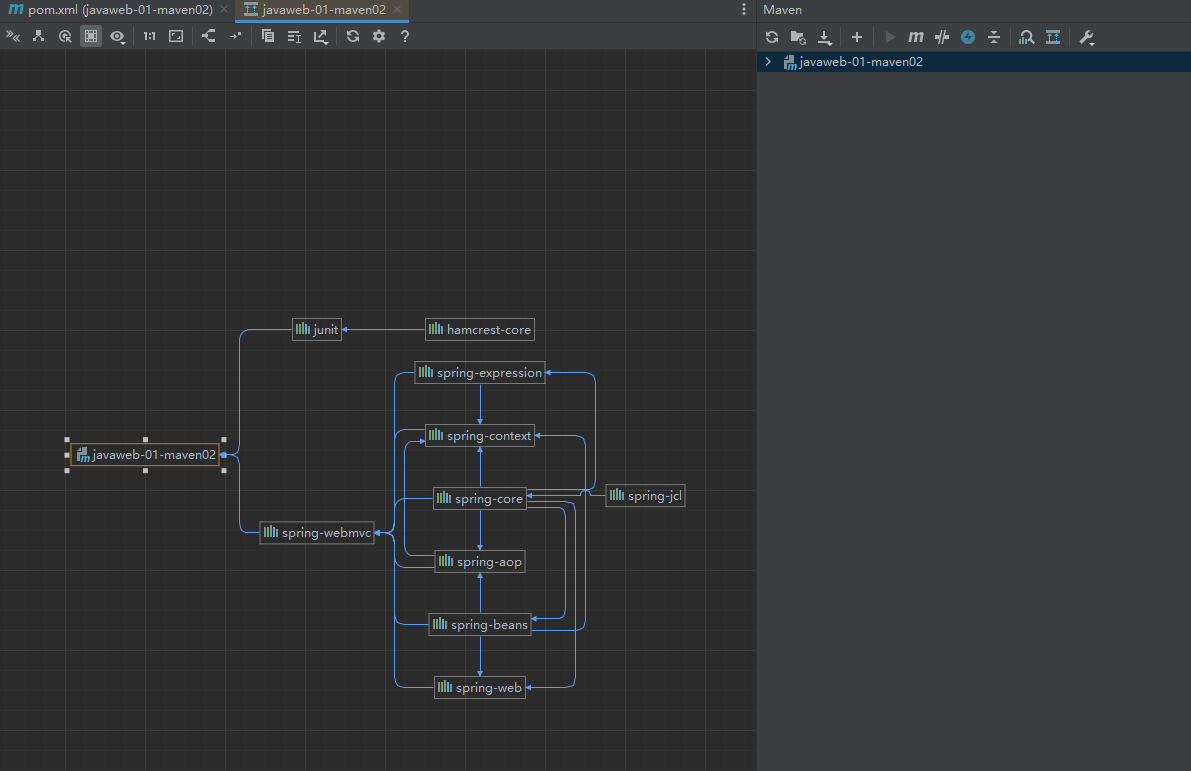 pom.xml (javaweb-01-maven02)
javaweb-01-maven02
Maven
1:1
?
m
javaweb-01-maven02
junit
hamcrest-core
spring-expression
spring-context
javaweb-01-maven02
spring-core
spring-jcl
spring-webmvc
spring-aop
spring-beans
spring-web